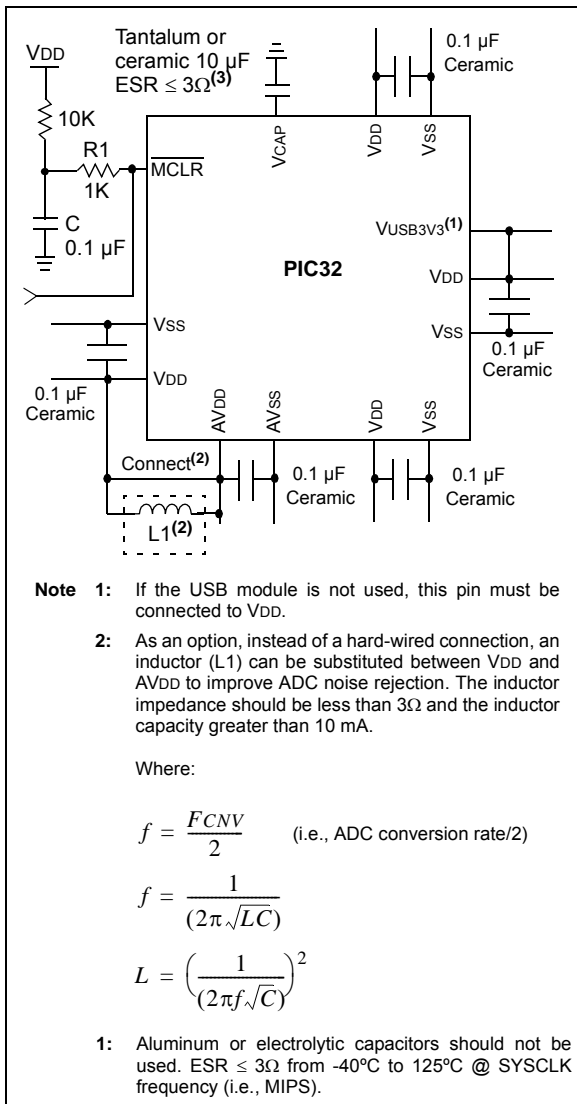 VDD
Tantalum or
ceramic 10 µF
ESR ≤ 3Ω(3)
0.1 µF
Ceramic
10K
R1
1K
MCLR
VCAP
VDD
VSS
C
0.1 µF
VUSB3V3(1)
PIC32
VDD
VSS
VSS
VDD
0.1 µF
Ceramic
0.1 µF
Ceramic
AVDD
AVSS
VDD
VSS
Connect(2)
0.1 µF
Ceramic
0.1 µF
Ceramic
L1(2)
Note 1: If the USB module is not used, this pin must be
connected to VDD.
2: As an option, instead of a hard-wired connection, an
inductor (L1) can be substituted between VDD and
AVDD to improve ADC noise rejection. The inductor
impedance should be less than 3Ω and the inductor
capacity greater than 10 mA.
Where:
f = FCNV / 2 (i.e., ADC conversion rate/2)
f = 1 / (2π√LC)
L = (1 / (2πf√C))²
1: Aluminum or electrolytic capacitors should not be
used. ESR ≤ 3Ω from -40ºC to 125ºC @ SYSCLK
frequency (i.e., MIPS).